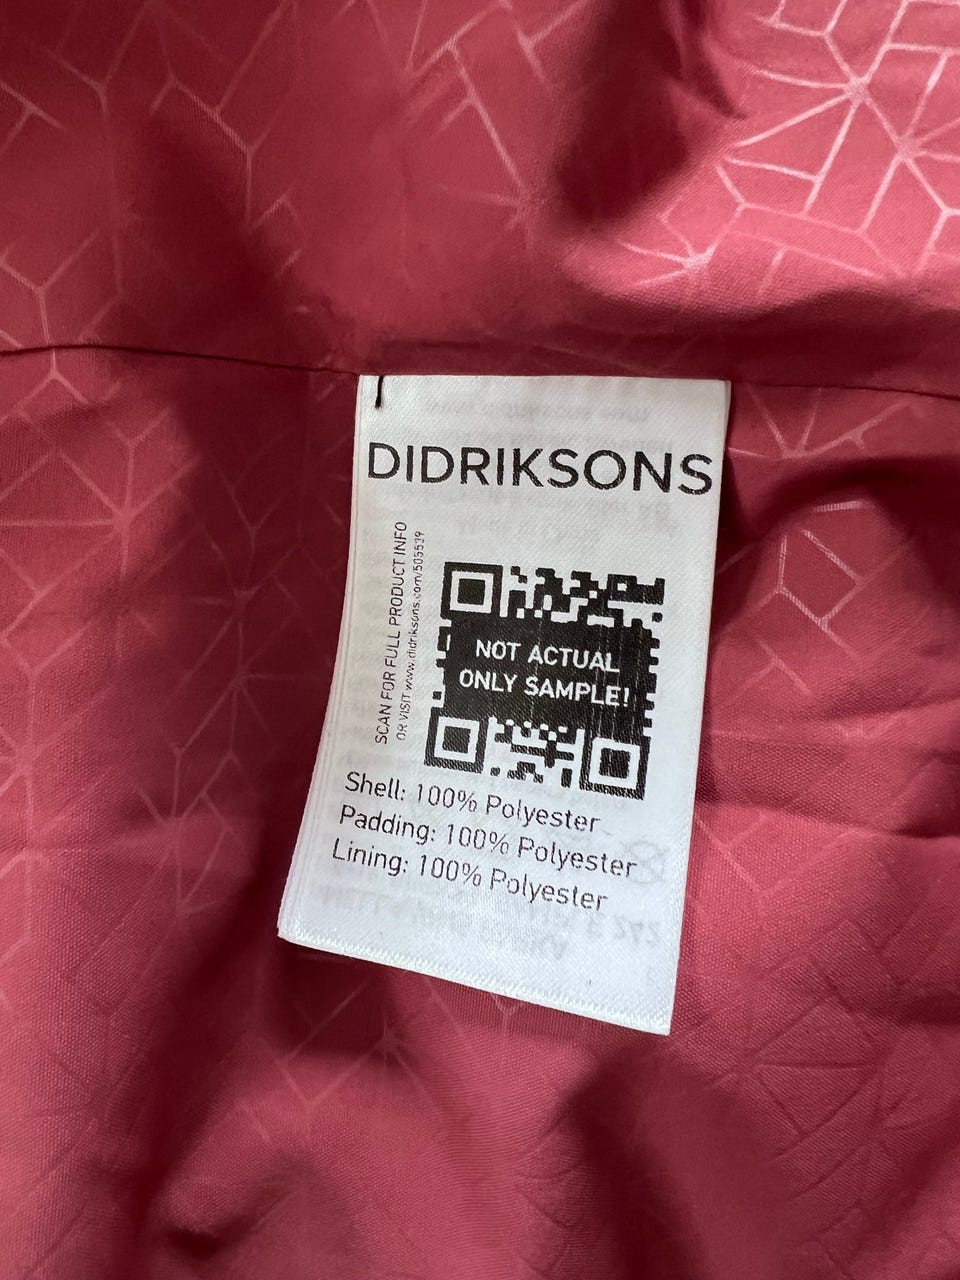 DIDRIKSONS
SCAN FOR FULL PRODUCT INFO
OR VISIT www.didriksons.com/505539
NOT ACTUAL
ONLY SAMPLE!
Shell: 100% Polyester
Padding: 100% Polyester
Lining: 100% Polyester